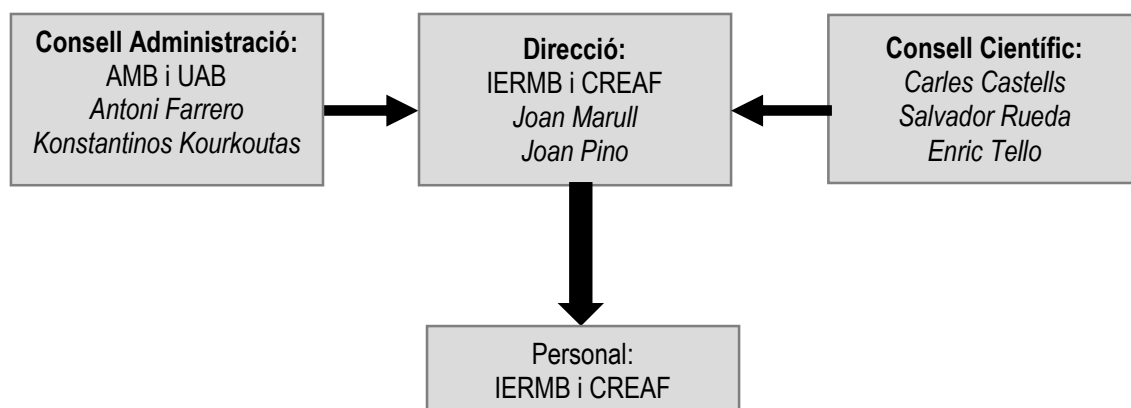 Consell Administració:
AMB i UAB
Antoni Farrero
Konstantinos Kourkoutas
Direcció:
IERMB i CREAF
Joan Marull
Joan Pino
Consell Científic:
Carles Castells
Salvador Rueda
Enric Tello
Personal:
IERMB i CREAF